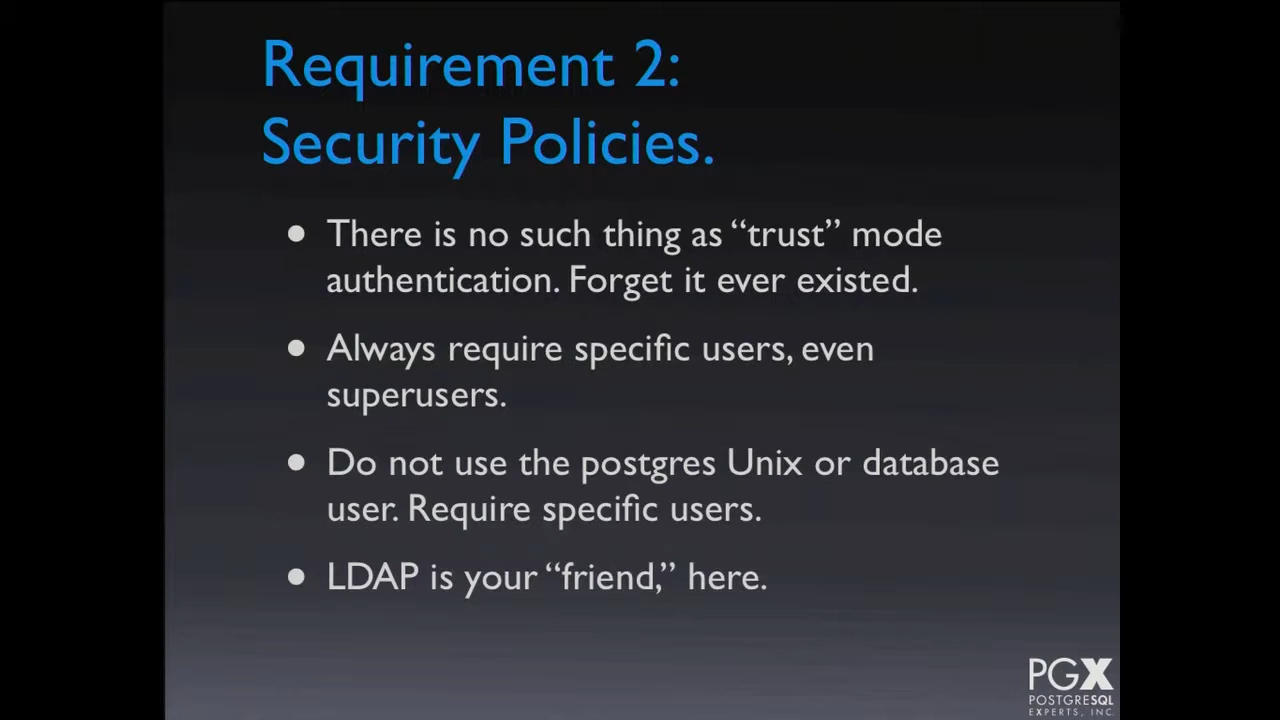 Requirement 2:
Security Policies.
• There is no such thing as “trust” mode
authentication. Forget it ever existed.
• Always require specific users, even
superusers.
• Do not use the postgres Unix or database
user. Require specific users.
• LDAP is your “friend,” here.
PGX
POSTGRESQL
EXPERTS, INC.